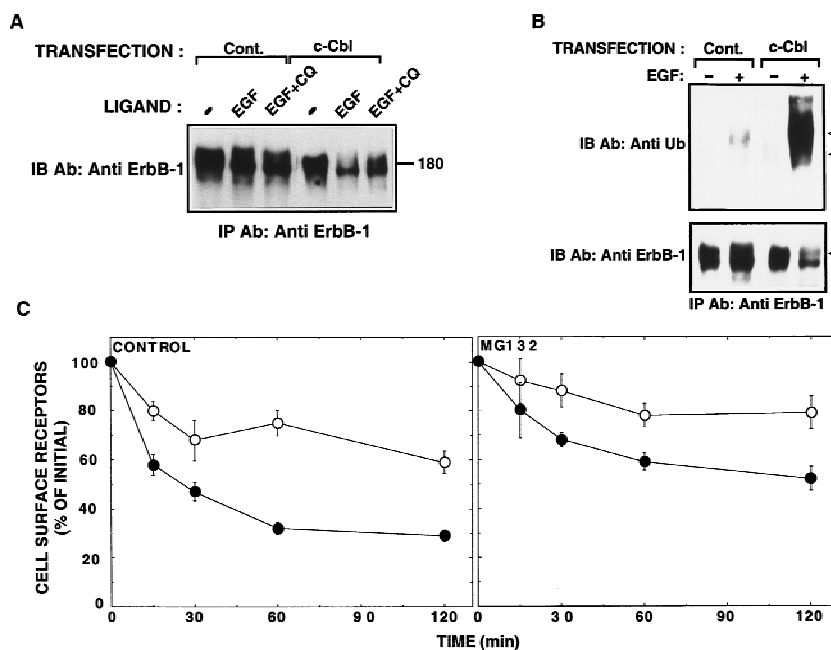 A
TRANSFECTION :
Cont.
c-Cbl
LIGAND :
-
EGF
EGF+CQ
-
EGF
EGF+CQ
IB Ab: Anti ErbB-1
180
IP Ab: Anti ErbB-1
B
TRANSFECTION :
Cont.
c-Cbl
EGF:
- + - +
IB Ab: Anti Ub
IB Ab: Anti ErbB-1
IP Ab: Anti ErbB-1
C
CONTROL
MG132
CELL SURFACE RECEPTORS
(% OF INITIAL)
100
80
60
40
20
0
0 30 60 90 120
0 30 60 90 120
TIME (min)